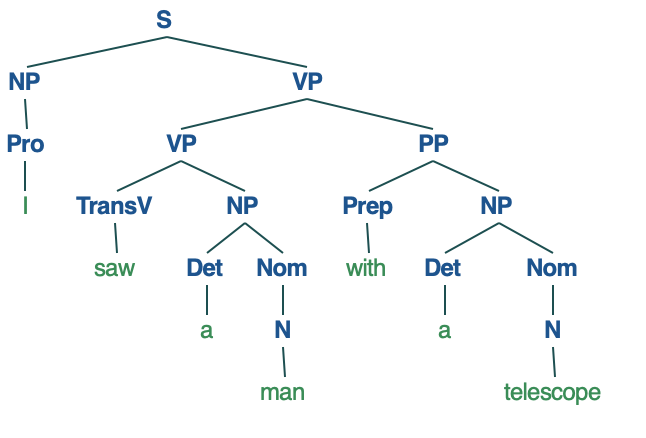 S
NP VP
Pro VP PP
I TransV NP Prep NP
saw Det Nom with Det Nom
a N a N
man telescope